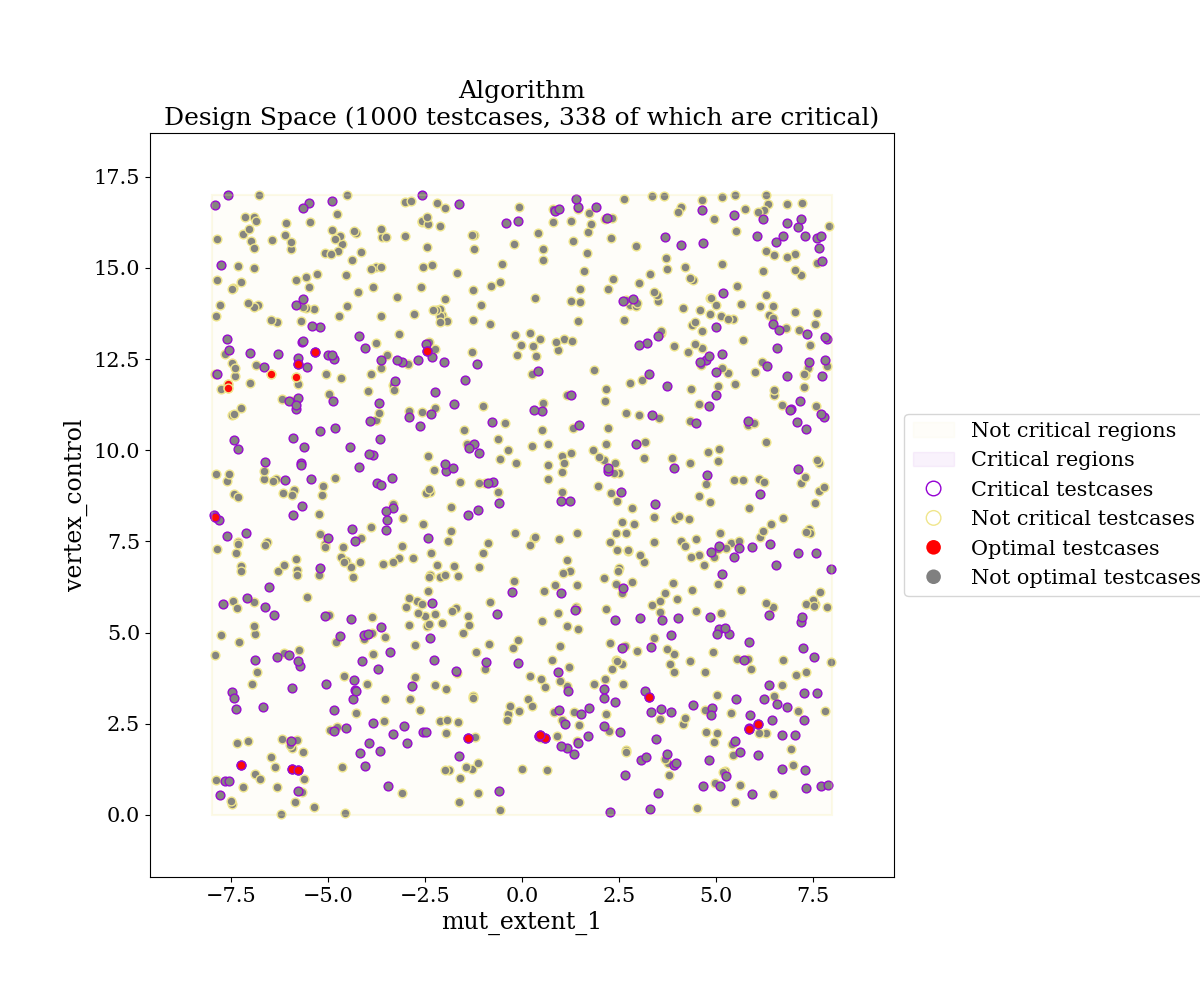 Algorithm
Design Space (1000 testcases, 338 of which are critical)
17.5
15.0
12.5
10.0
7.5
5.0
2.5
0.0
vertex_control
−7.5
−5.0
−2.5
0.0
2.5
5.0
7.5
mut_extent_1
Not critical regions
Critical regions
Critical testcases
Not critical testcases
Optimal testcases
Not optimal testcases